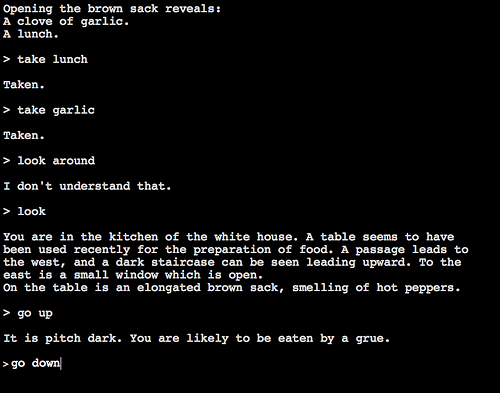 Opening the brown sack reveals:
A clove of garlic.
A lunch.
> take lunch
Taken.
> take garlic
Taken.
> look around
I don't understand that.
> look
You are in the kitchen of the white house. A table seems to have
been used recently for the preparation of food. A passage leads to
the west, and a dark staircase can be seen leading upward. To the
east is a small window which is open.
On the table is an elongated brown sack, smelling of hot peppers.
> go up
It is pitch dark. You are likely to be eaten by a grue.
>go down